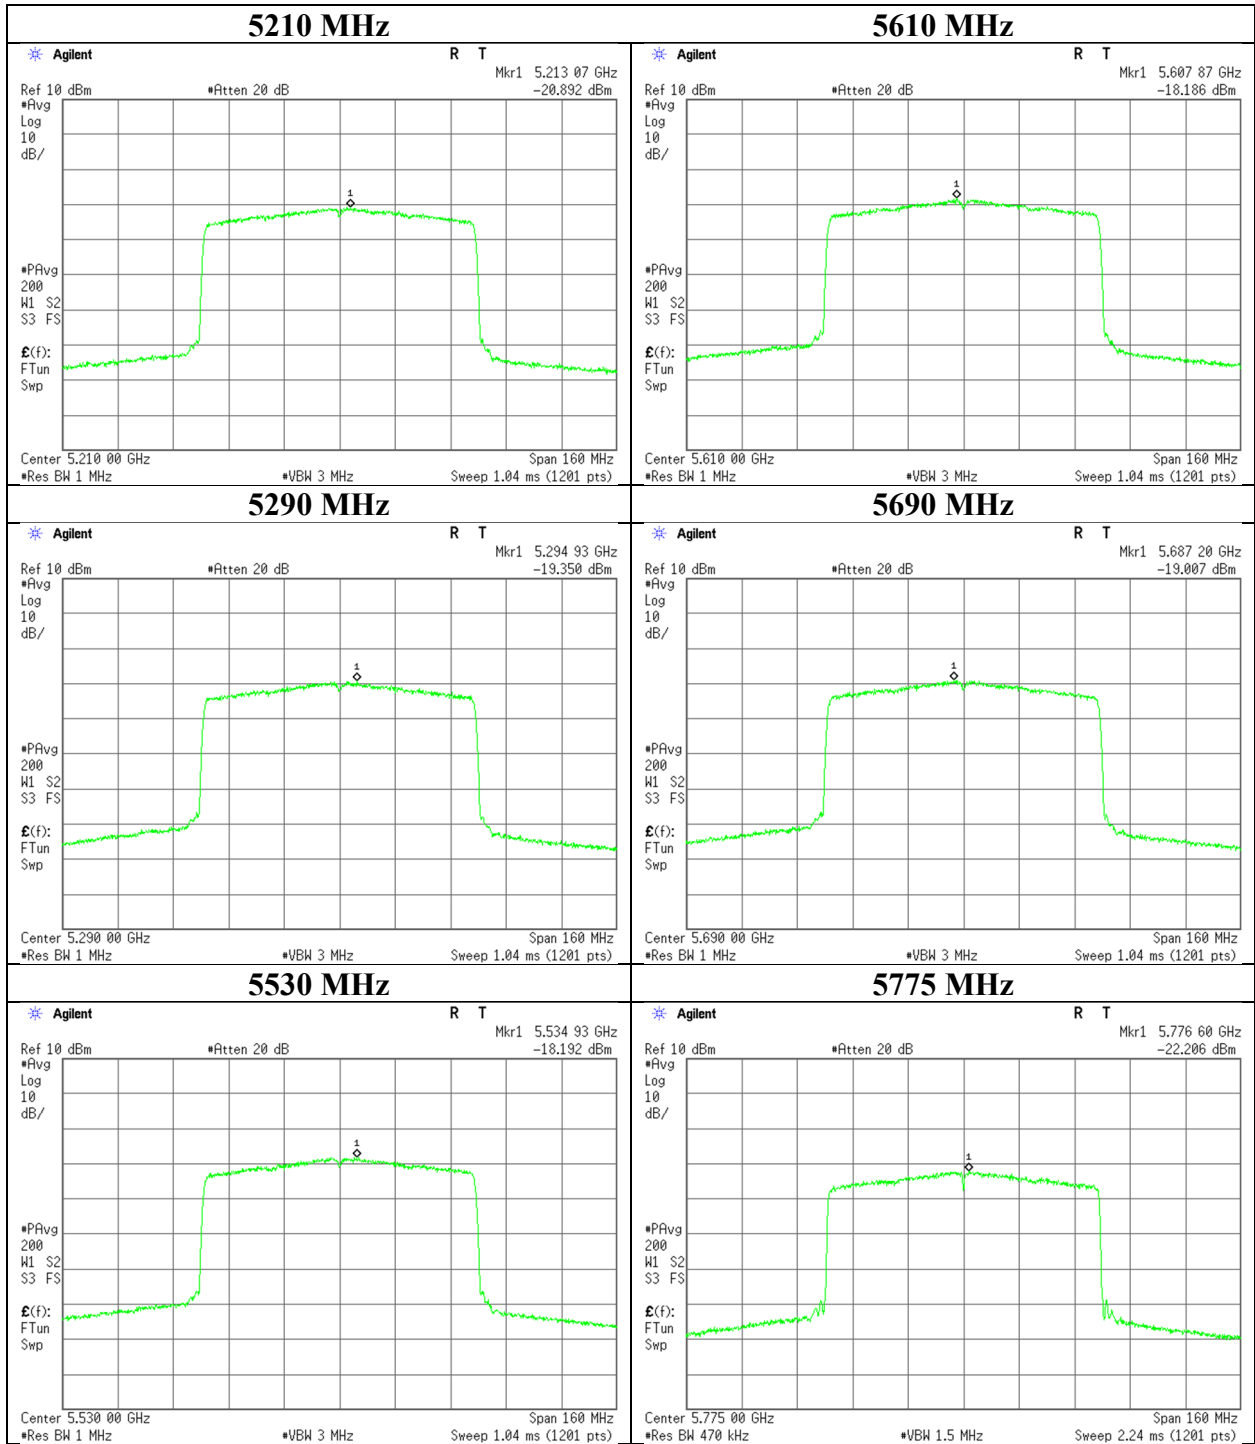 5210 MHz
Agilent R T
Mkr1 5.213 07 GHz
Ref 10 dBm #Atten 20 dB -20.892 dBm
#Avg
Log
10
dB/
1
#PAvg
200
W1 S2
S3 FS
£(f):
FTun
Swp
Center 5.210 00 GHz Span 160 MHz
#Res BW 1 MHz #VBW 3 MHz Sweep 1.04 ms (1201 pts)
5610 MHz
Agilent R T
Mkr1 5.607 87 GHz
Ref 10 dBm #Atten 20 dB -18.186 dBm
#Avg
Log
10
dB/
1
#PAvg
200
W1 S2
S3 FS
£(f):
FTun
Swp
Center 5.610 00 GHz Span 160 MHz
#Res BW 1 MHz #VBW 3 MHz Sweep 1.04 ms (1201 pts)
5290 MHz
Agilent R T
Mkr1 5.294 93 GHz
Ref 10 dBm #Atten 20 dB -19.350 dBm
#Avg
Log
10
dB/
1
#PAvg
200
W1 S2
S3 FS
£(f):
FTun
Swp
Center 5.290 00 GHz Span 160 MHz
#Res BW 1 MHz #VBW 3 MHz Sweep 1.04 ms (1201 pts)
5690 MHz
Agilent R T
Mkr1 5.687 20 GHz
Ref 10 dBm #Atten 20 dB -19.007 dBm
#Avg
Log
10
dB/
1
#PAvg
200
W1 S2
S3 FS
£(f):
FTun
Swp
Center 5.690 00 GHz Span 160 MHz
#Res BW 1 MHz #VBW 3 MHz Sweep 1.04 ms (1201 pts)
5530 MHz
Agilent R T
Mkr1 5.534 93 GHz
Ref 10 dBm #Atten 20 dB -18.192 dBm
#Avg
Log
10
dB/
1
#PAvg
200
W1 S2
S3 FS
£(f):
FTun
Swp
Center 5.530 00 GHz Span 160 MHz
#Res BW 1 MHz #VBW 3 MHz Sweep 1.04 ms (1201 pts)
5775 MHz
Agilent R T
Mkr1 5.776 60 GHz
Ref 10 dBm #Atten 20 dB -22.206 dBm
#Avg
Log
10
dB/
1
#PAvg
200
W1 S2
S3 FS
£(f):
FTun
Swp
Center 5.775 00 GHz Span 160 MHz
#Res BW 470 kHz #VBW 1.5 MHz Sweep 2.24 ms (1201 pts)